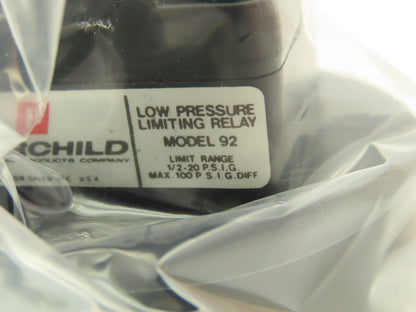 RCHILD
PRODUCTS COMPANY
U.S.A.
LOW PRESSURE
LIMITING RELAY
MODEL 92
LIMIT RANGE
1/2-20 P.S.I.G
MAX. 100 P S I G.DIFF